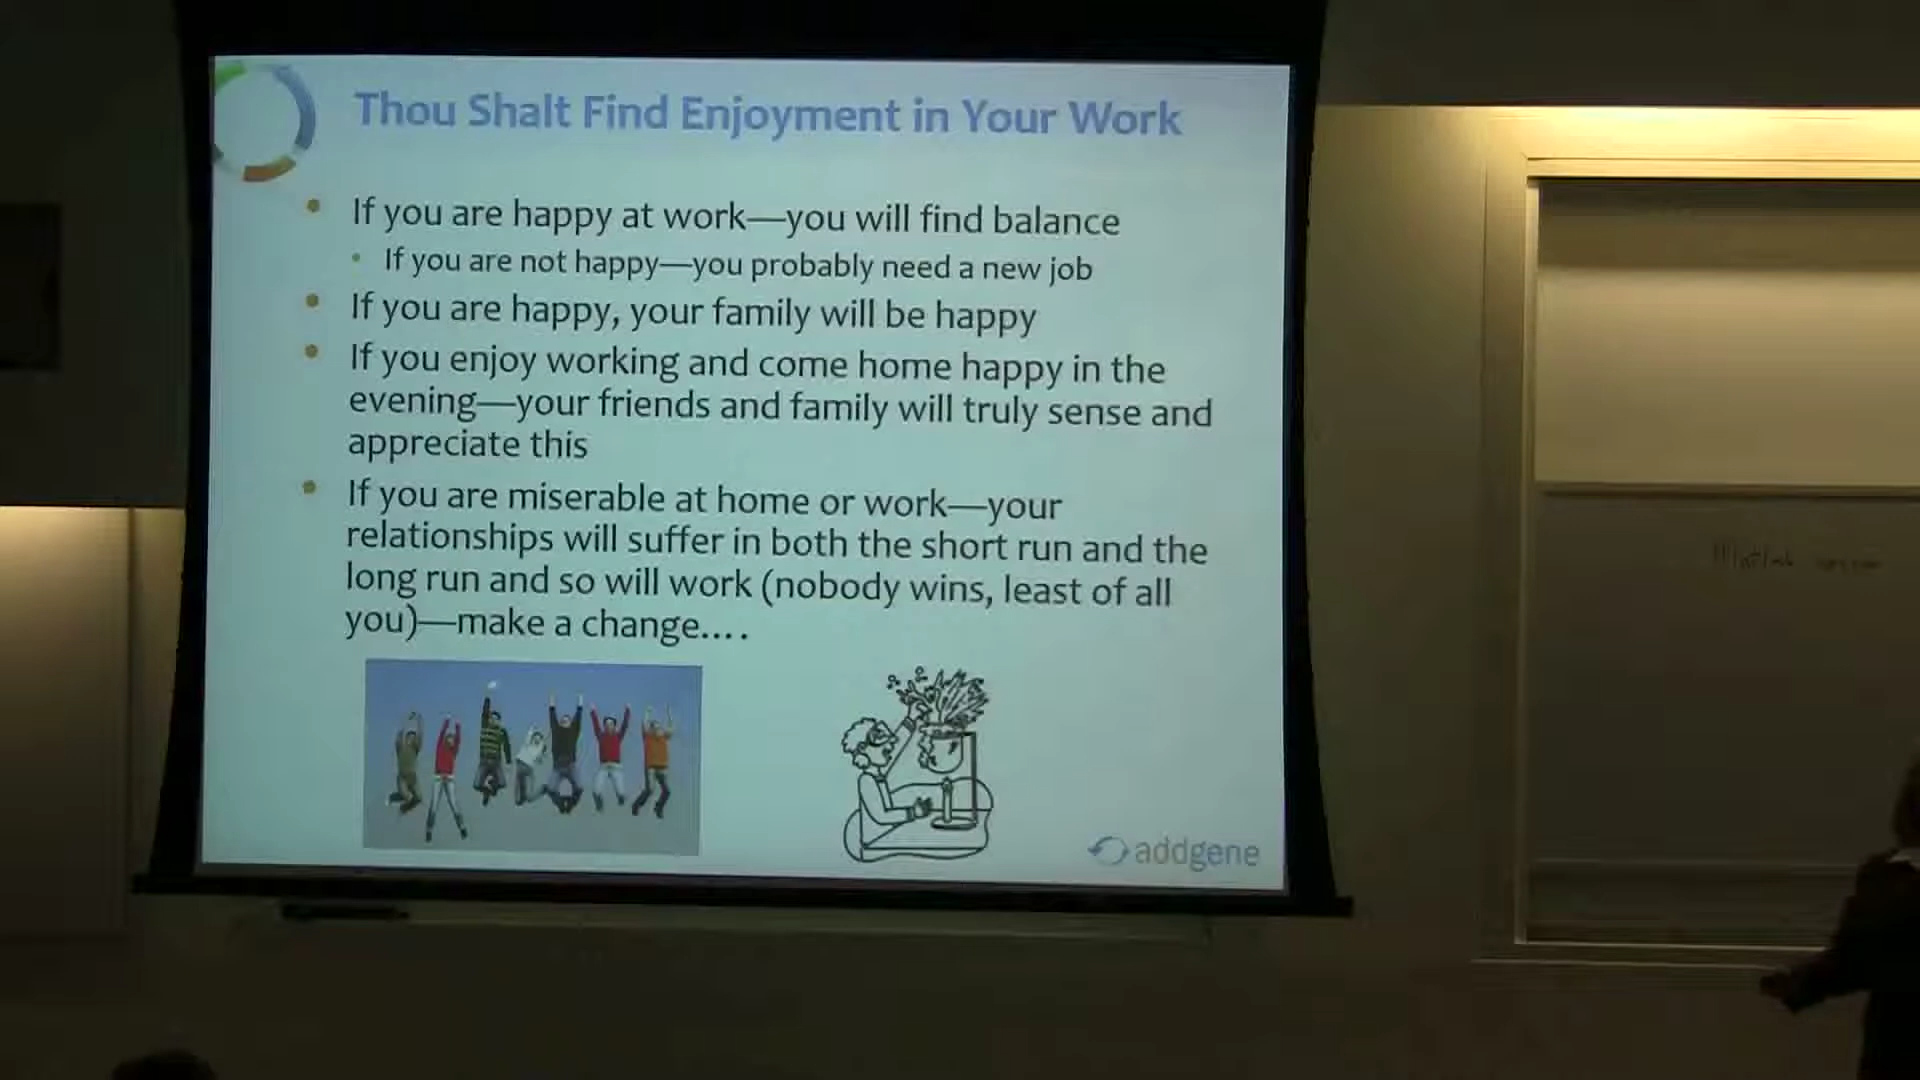 Thou Shalt Find Enjoyment in Your Work
If you are happy at work—you will find balance
If you are not happy—you probably need a new job
If you are happy, your family will be happy
If you enjoy working and come home happy in the
evening—your friends and family will truly sense and
appreciate this
If you are miserable at home or work—your
relationships will suffer in both the short run and the
long run and so will work (nobody wins, least of all
you)—make a change....
addgene